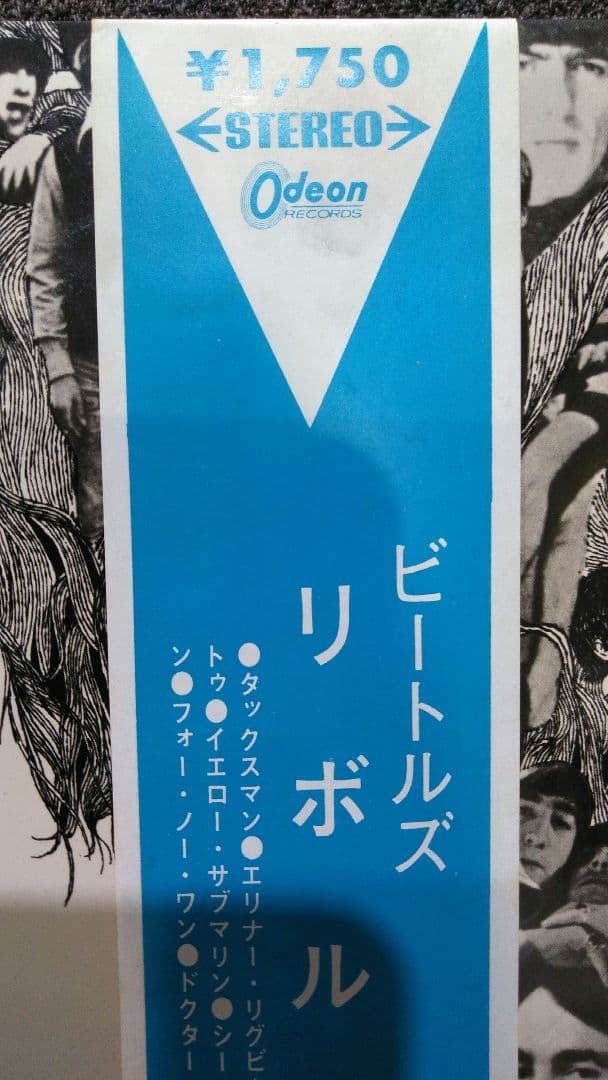 ¥1,750
STEREO
Odeon
RECORDS
ビートルズ
リボル
●タックスマン●エリナー・リグビ
トゥ●イエロー・サブマリン●シー
ン●フォー・ノー・ワン●ドクター